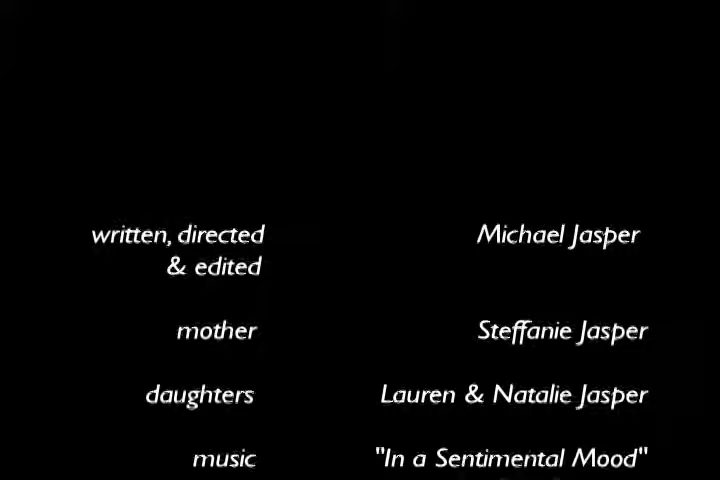 written, directed Michael Jasper
& edited
mother Steffanie Jasper
daughters Lauren & Natalie Jasper
music "In a Sentimental Mood"